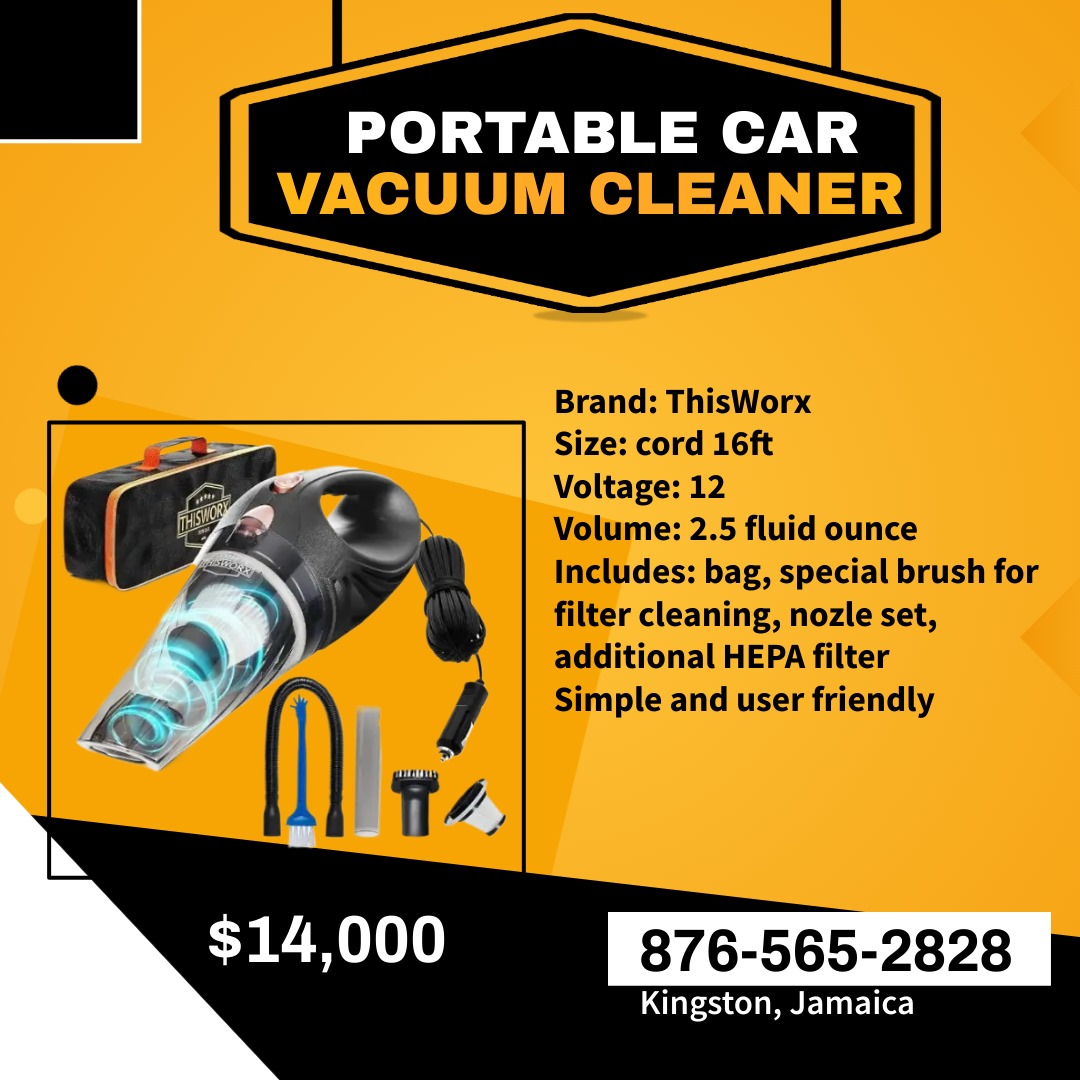 PORTABLE CAR
VACUUM CLEANER
Brand: ThisWorx
Size: cord 16ft
Voltage: 12
Volume: 2.5 fluid ounce
Includes: bag, special brush for
filter cleaning, nozle set,
additional HEPA filter
Simple and user friendly
THISWORX
THISWORX
$14,000
876-565-2828
Kingston, Jamaica